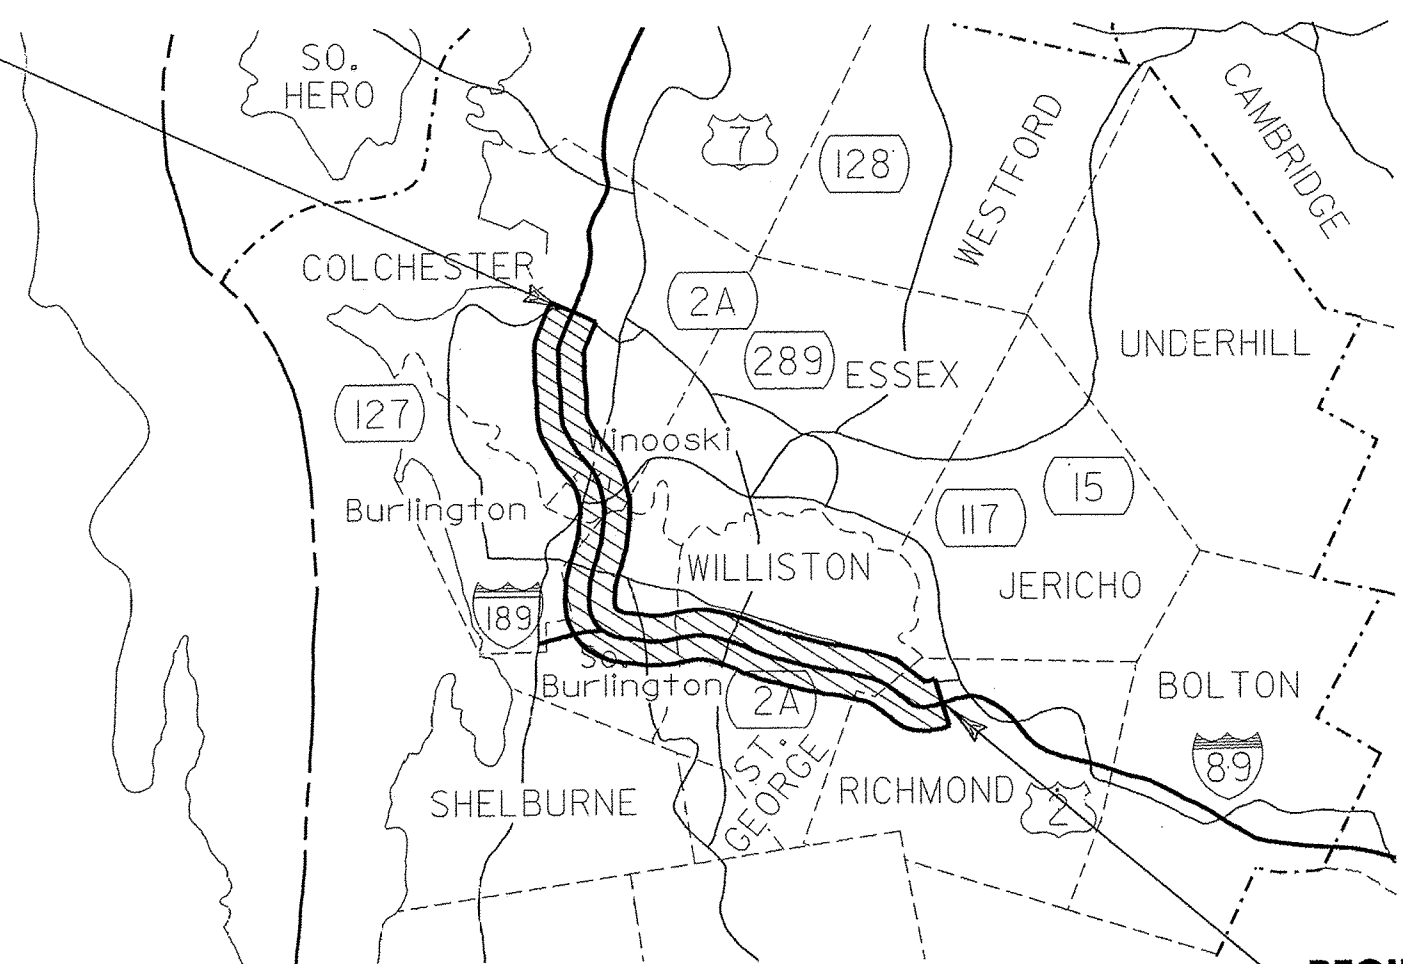 SO.
HERO
7
128
WESTFORD
CAMBRIDGE
COLCHESTER
2A
289
ESSEX
UNDERHILL
127
Winooski
Burlington
117
15
WILLISTON
JERICHO
189
So.
Burlington
2A
BOLTON
ST.
GEORGE
89
SHELBURNE
RICHMOND
2